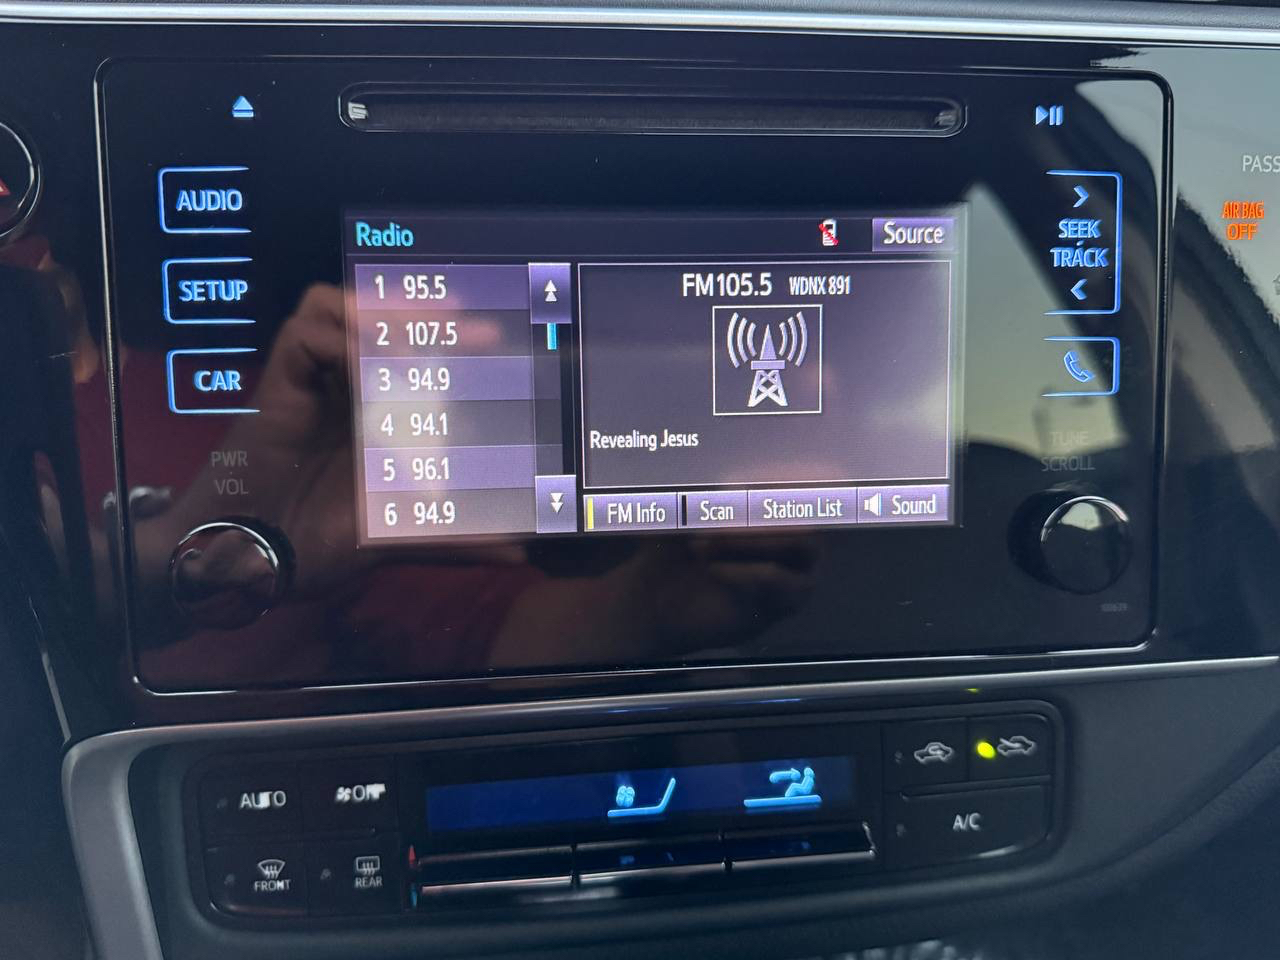 PASS
AIR BAG
OFF
AUDIO
SETUP
CAR
PWR
VOL
Radio
Source
1 95.5
2 107.5
3 94.9
4 94.1
5 96.1
6 94.9
FM105.5 WDNX 891
Revealing Jesus
FM Info
Scan
Station List
Sound
SEEK
TRACK
TUNE
SCROLL
100639
AUTO
OFF
FRONT
REAR
A/C